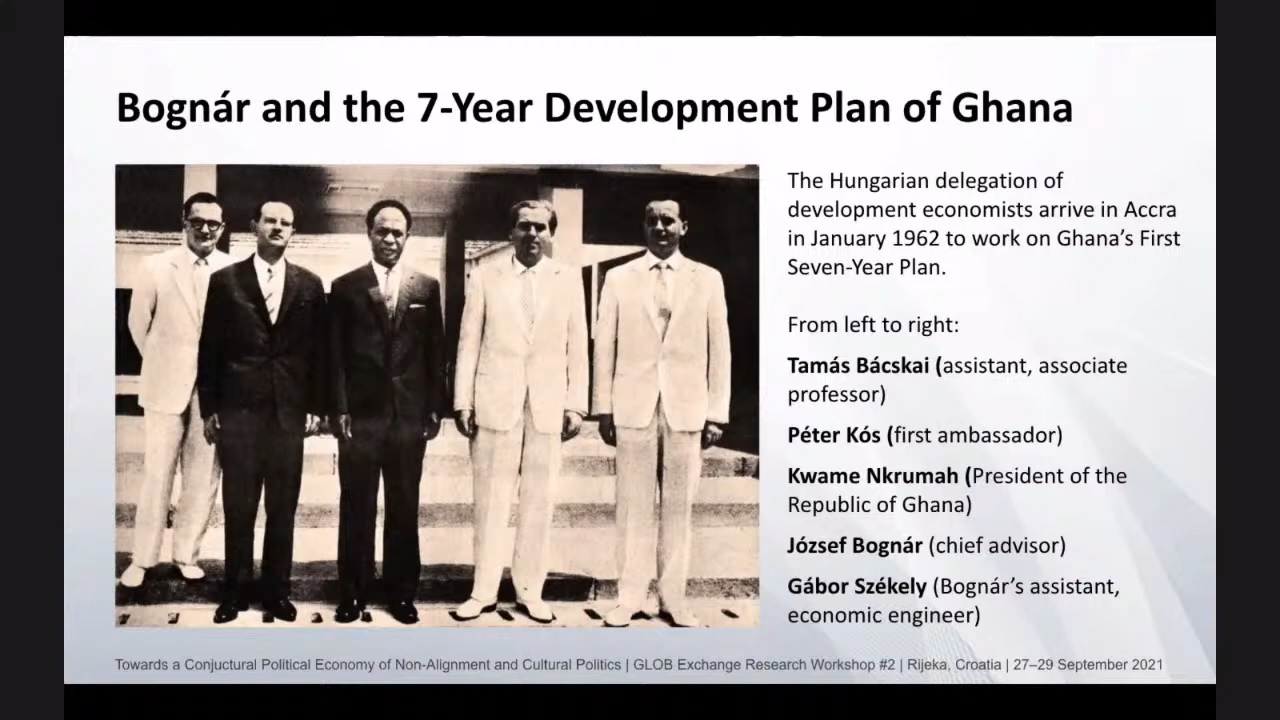 Bognár and the 7-Year Development Plan of Ghana
The Hungarian delegation of
development economists arrive in Accra
in January 1962 to work on Ghana’s First
Seven-Year Plan.
From left to right:
Tamás Bácskai (assistant, associate
professor)
Péter Kós (first ambassador)
Kwame Nkrumah (President of the
Republic of Ghana)
József Bognár (chief advisor)
Gábor Székely (Bognár’s assistant,
economic engineer)
Towards a Conjuctural Political Economy of Non-Alignment and Cultural Politics | GLOB Exchange Research Workshop #2 | Rijeka, Croatia | 27–29 September 2021